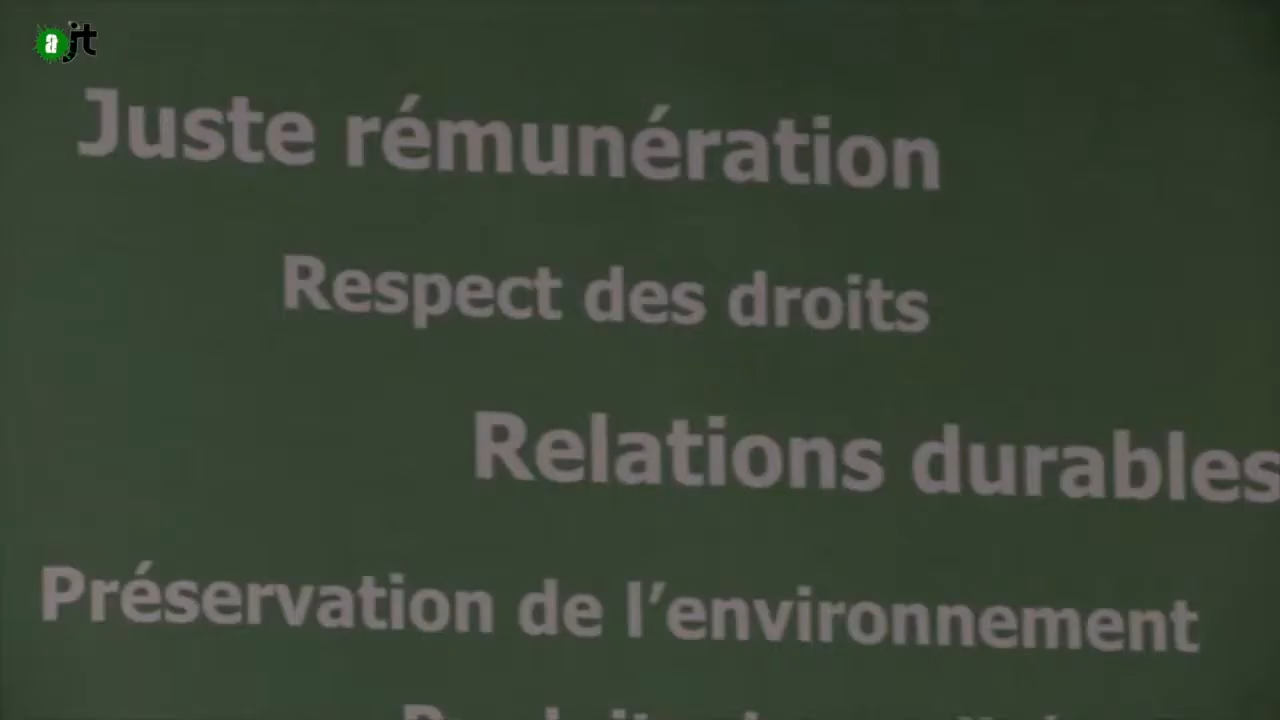 ajt
Juste rémunération
Respect des droits
Relations durables
Préservation de l'environnement